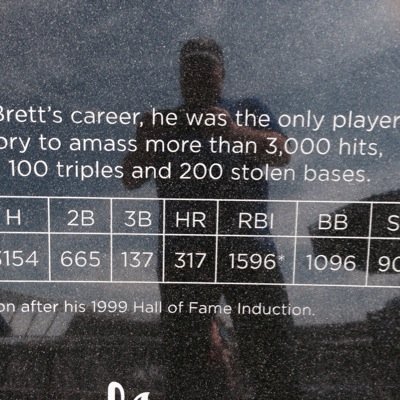 Brett's career, he was the only player
ory to amass more than 3,000 hits,
100 triples and 200 stolen bases.
H 2B 3B HR RBI BB S
3154 665 137 317 1596* 1096 90
on after his 1999 Hall of Fame Induction.